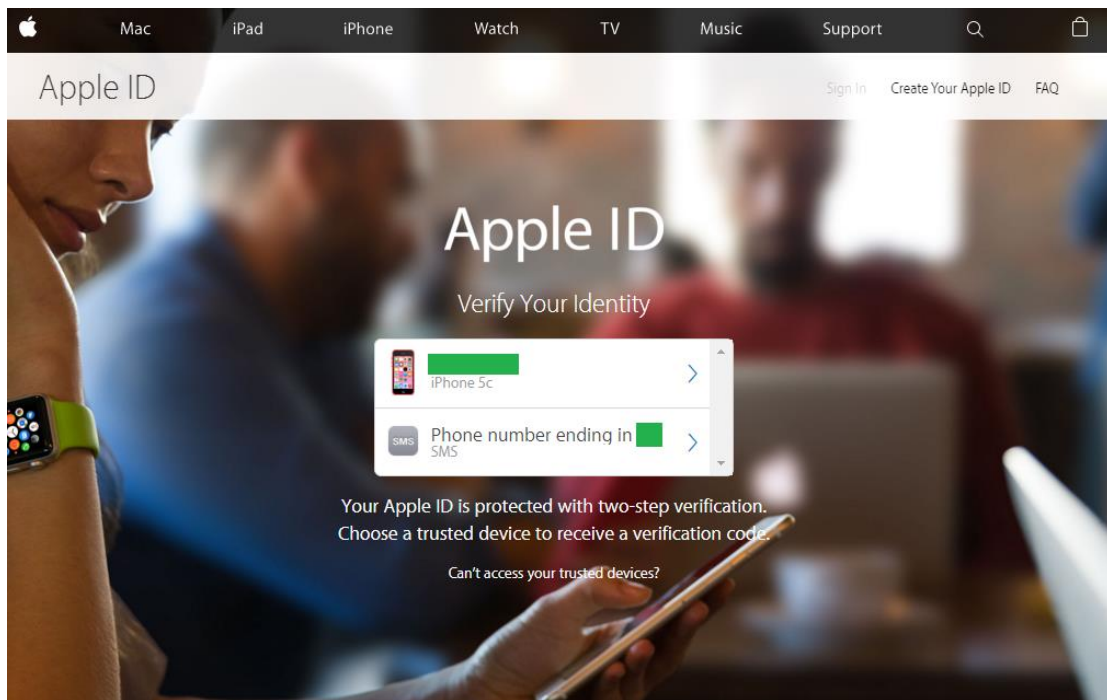 Mac iPad iPhone Watch TV Music Support
Apple ID
Sign In Create Your Apple ID FAQ
Apple ID
Verify Your Identity
iPhone 5c
Phone number ending in
SMS
SMS
Your Apple ID is protected with two-step verification.
Choose a trusted device to receive a verification code.
Can't access your trusted devices?